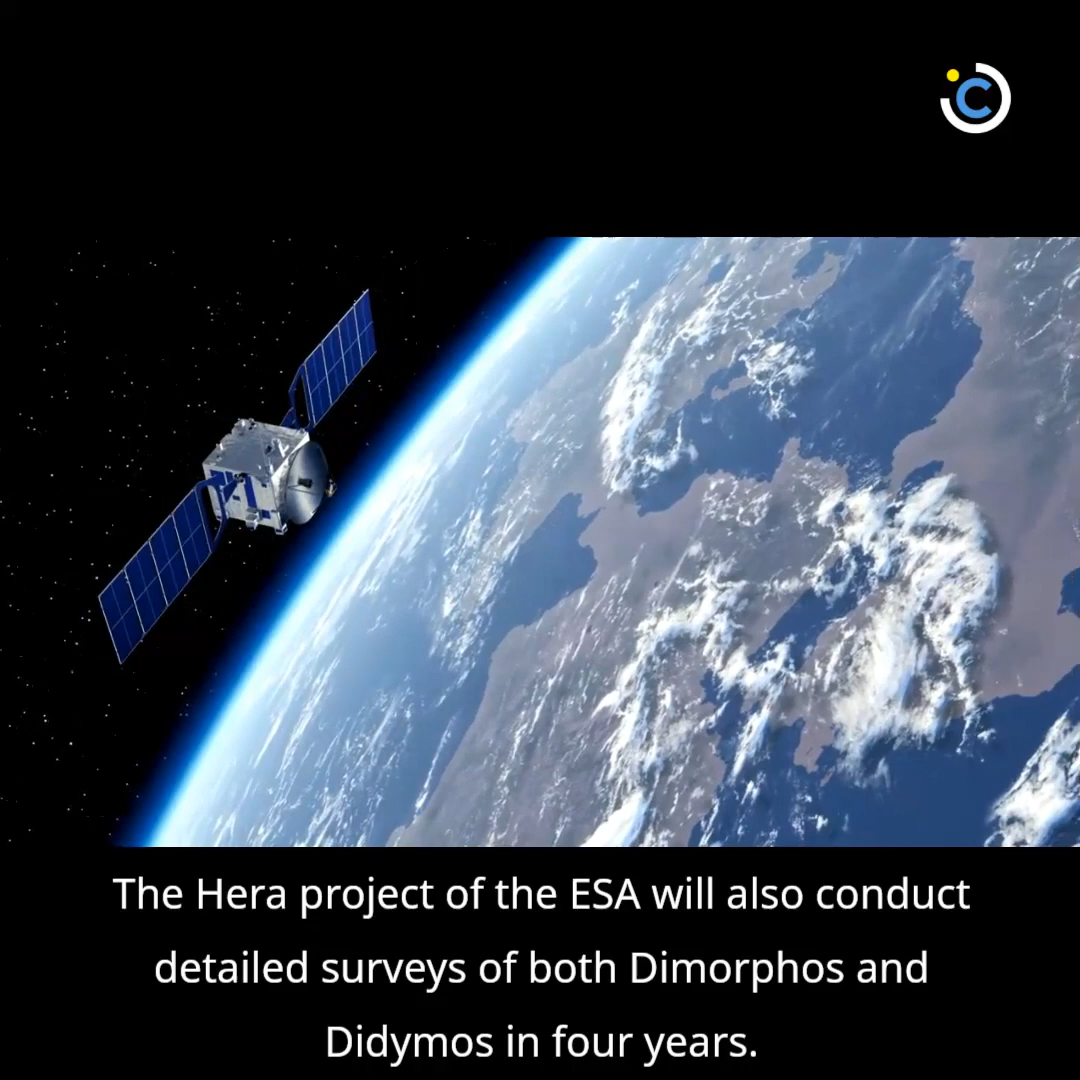 C
The Hera project of the ESA will also conduct
detailed surveys of both Dimorphos and
Didymos in four years.